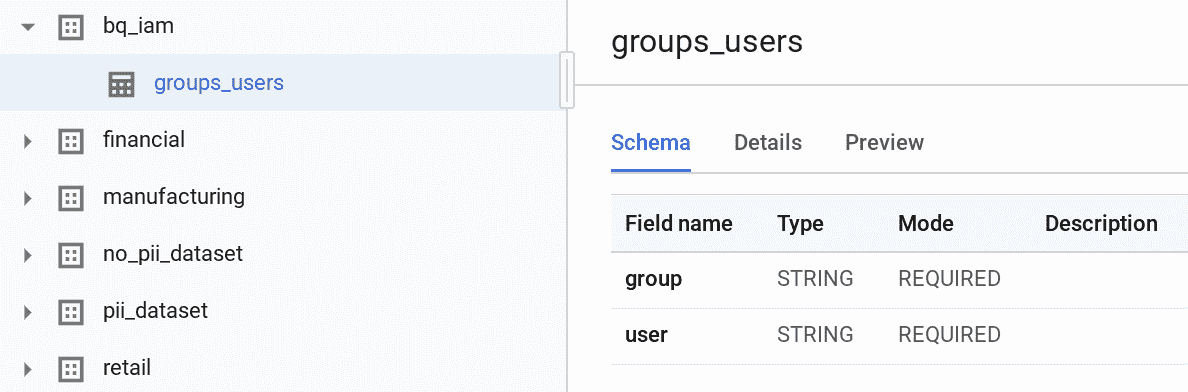 bq_iam
groups_users
financial
manufacturing
no_pii_dataset
pii_dataset
retail
groups_users
Schema Details Preview
Field name Type Mode Description
group STRING REQUIRED
user STRING REQUIRED